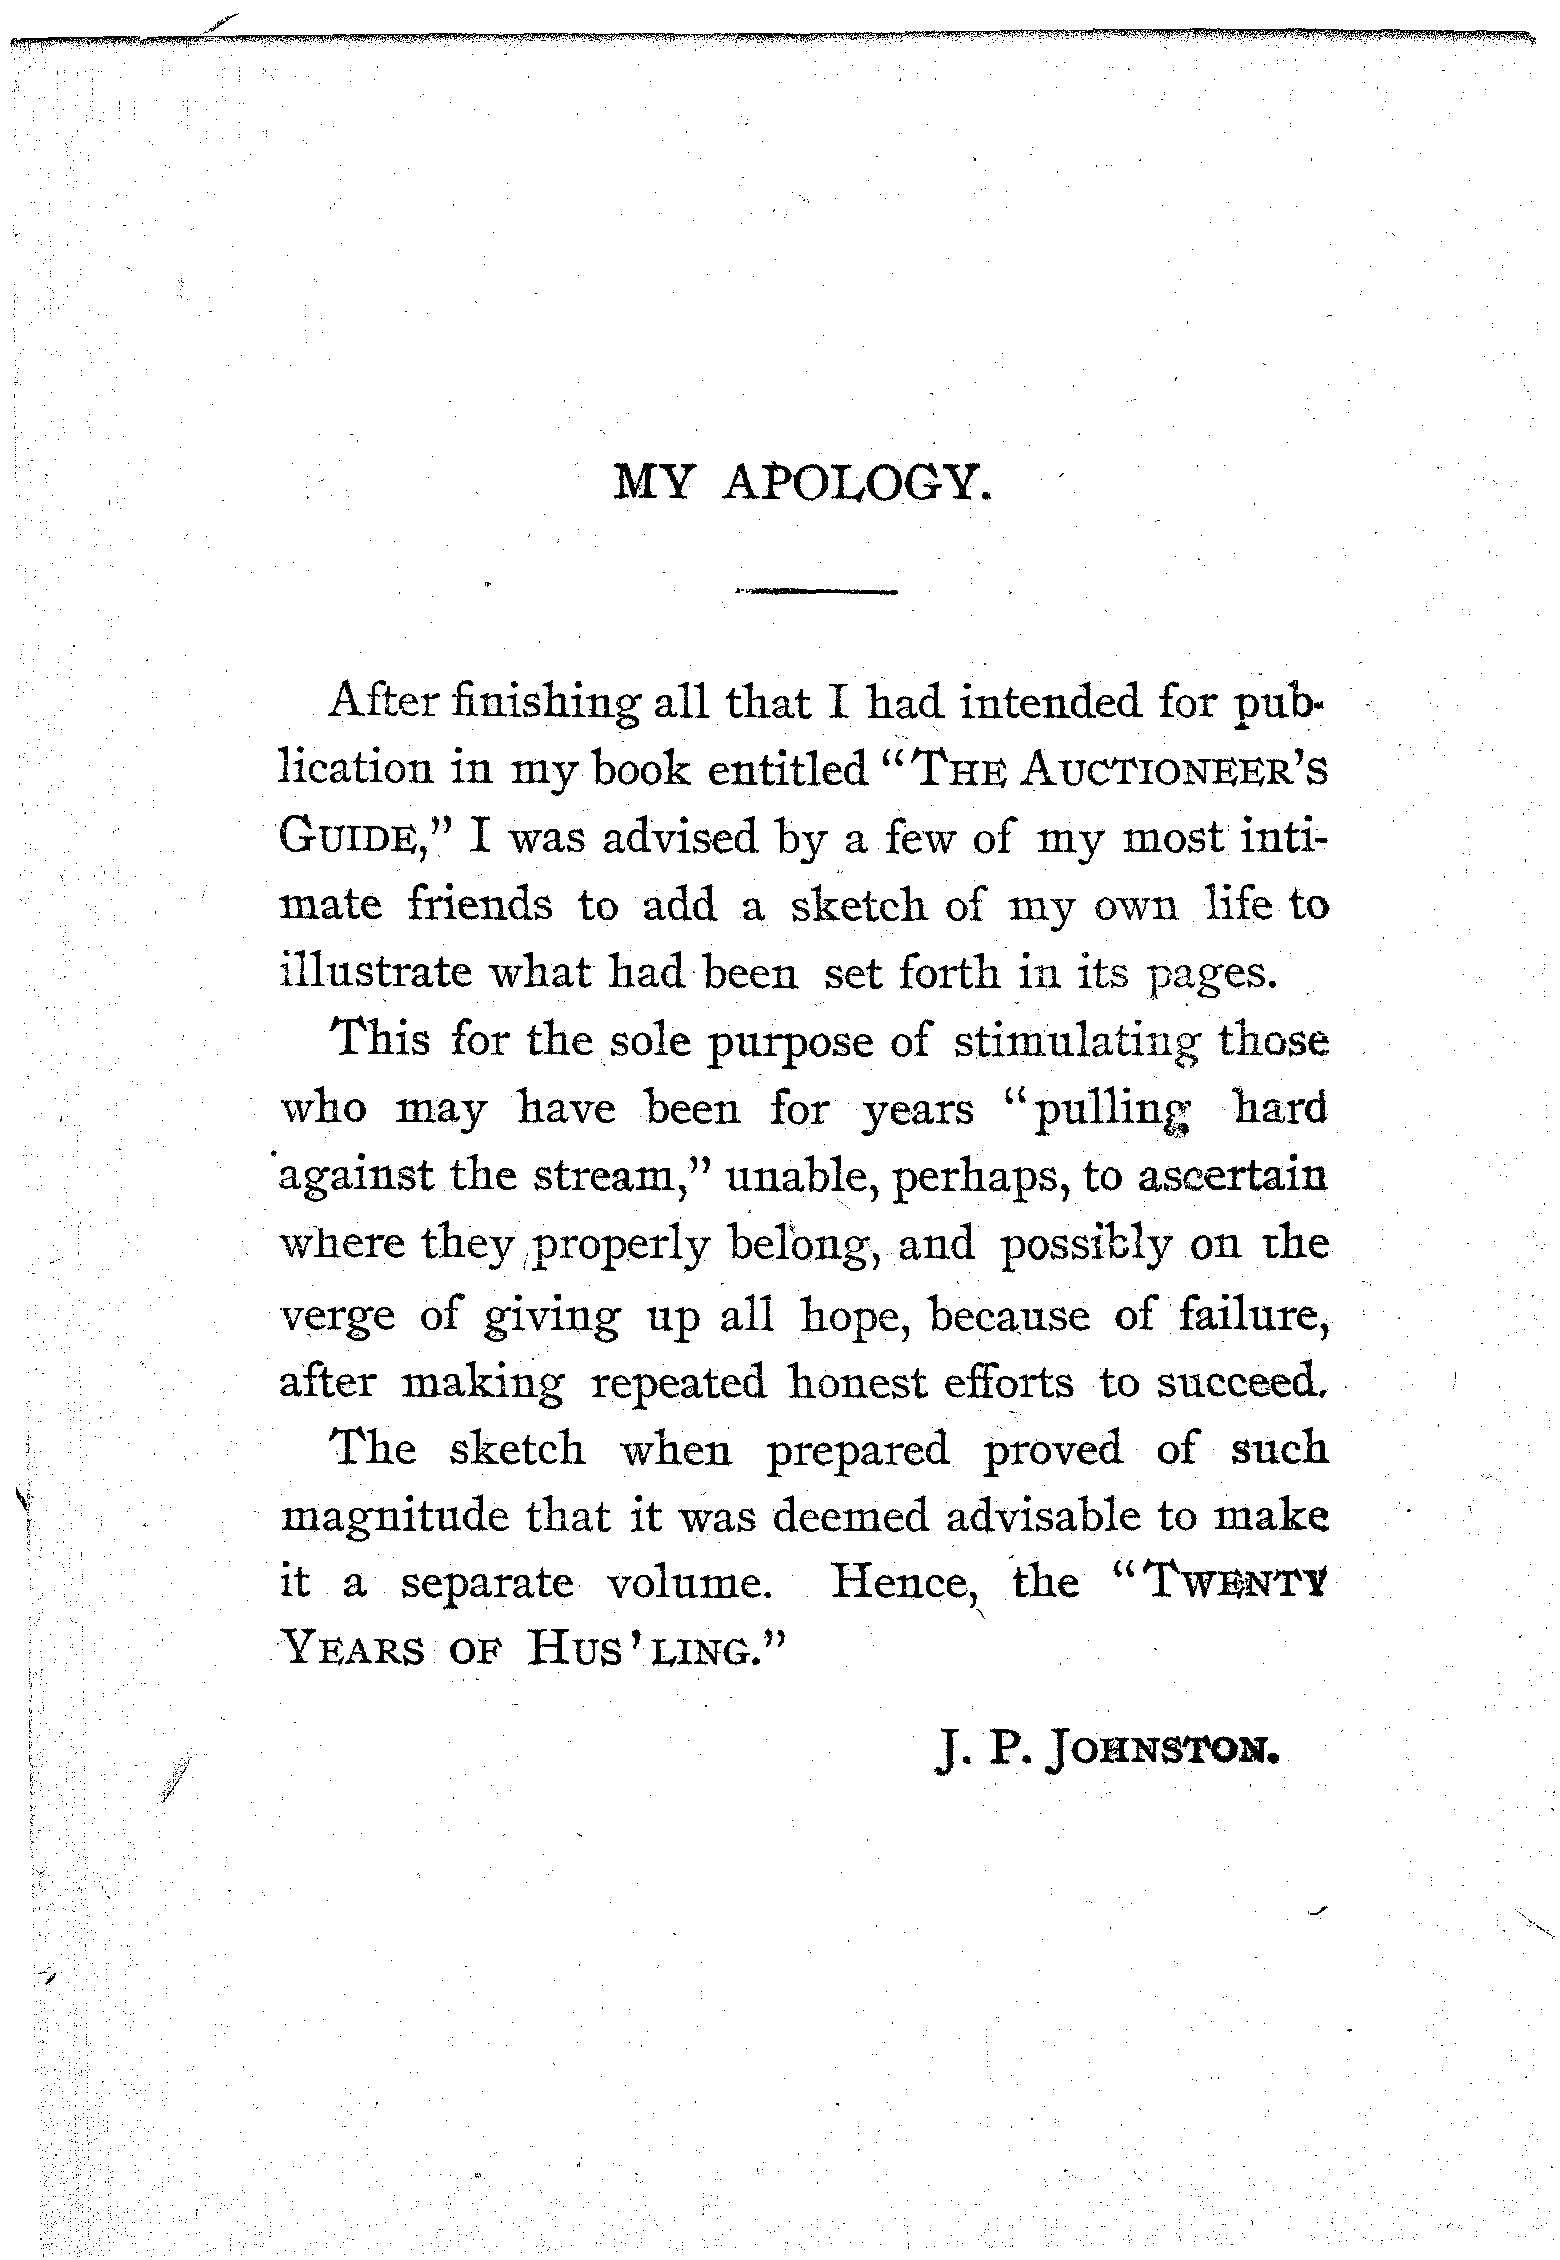 MY APOLOGY.
After finishing all that I had intended for pub-
lication in my book entitled “THE AUCTIONEER’S
GUIDE,” I was advised by a few of my most inti-
mate friends to add a sketch of my own life to
illustrate what had been set forth in its pages.
This for the sole purpose of stimulating those
who may have been for years “pulling hard
against the stream,” unable, perhaps, to ascertain
where they properly belong, and possibly on the
verge of giving up all hope, because of failure,
after making repeated honest efforts to succeed.
The sketch when prepared proved of such
magnitude that it was deemed advisable to make
it a separate volume. Hence, the “TWENTY
YEARS OF HUS’LING.”
J. P. JOHNSTON.